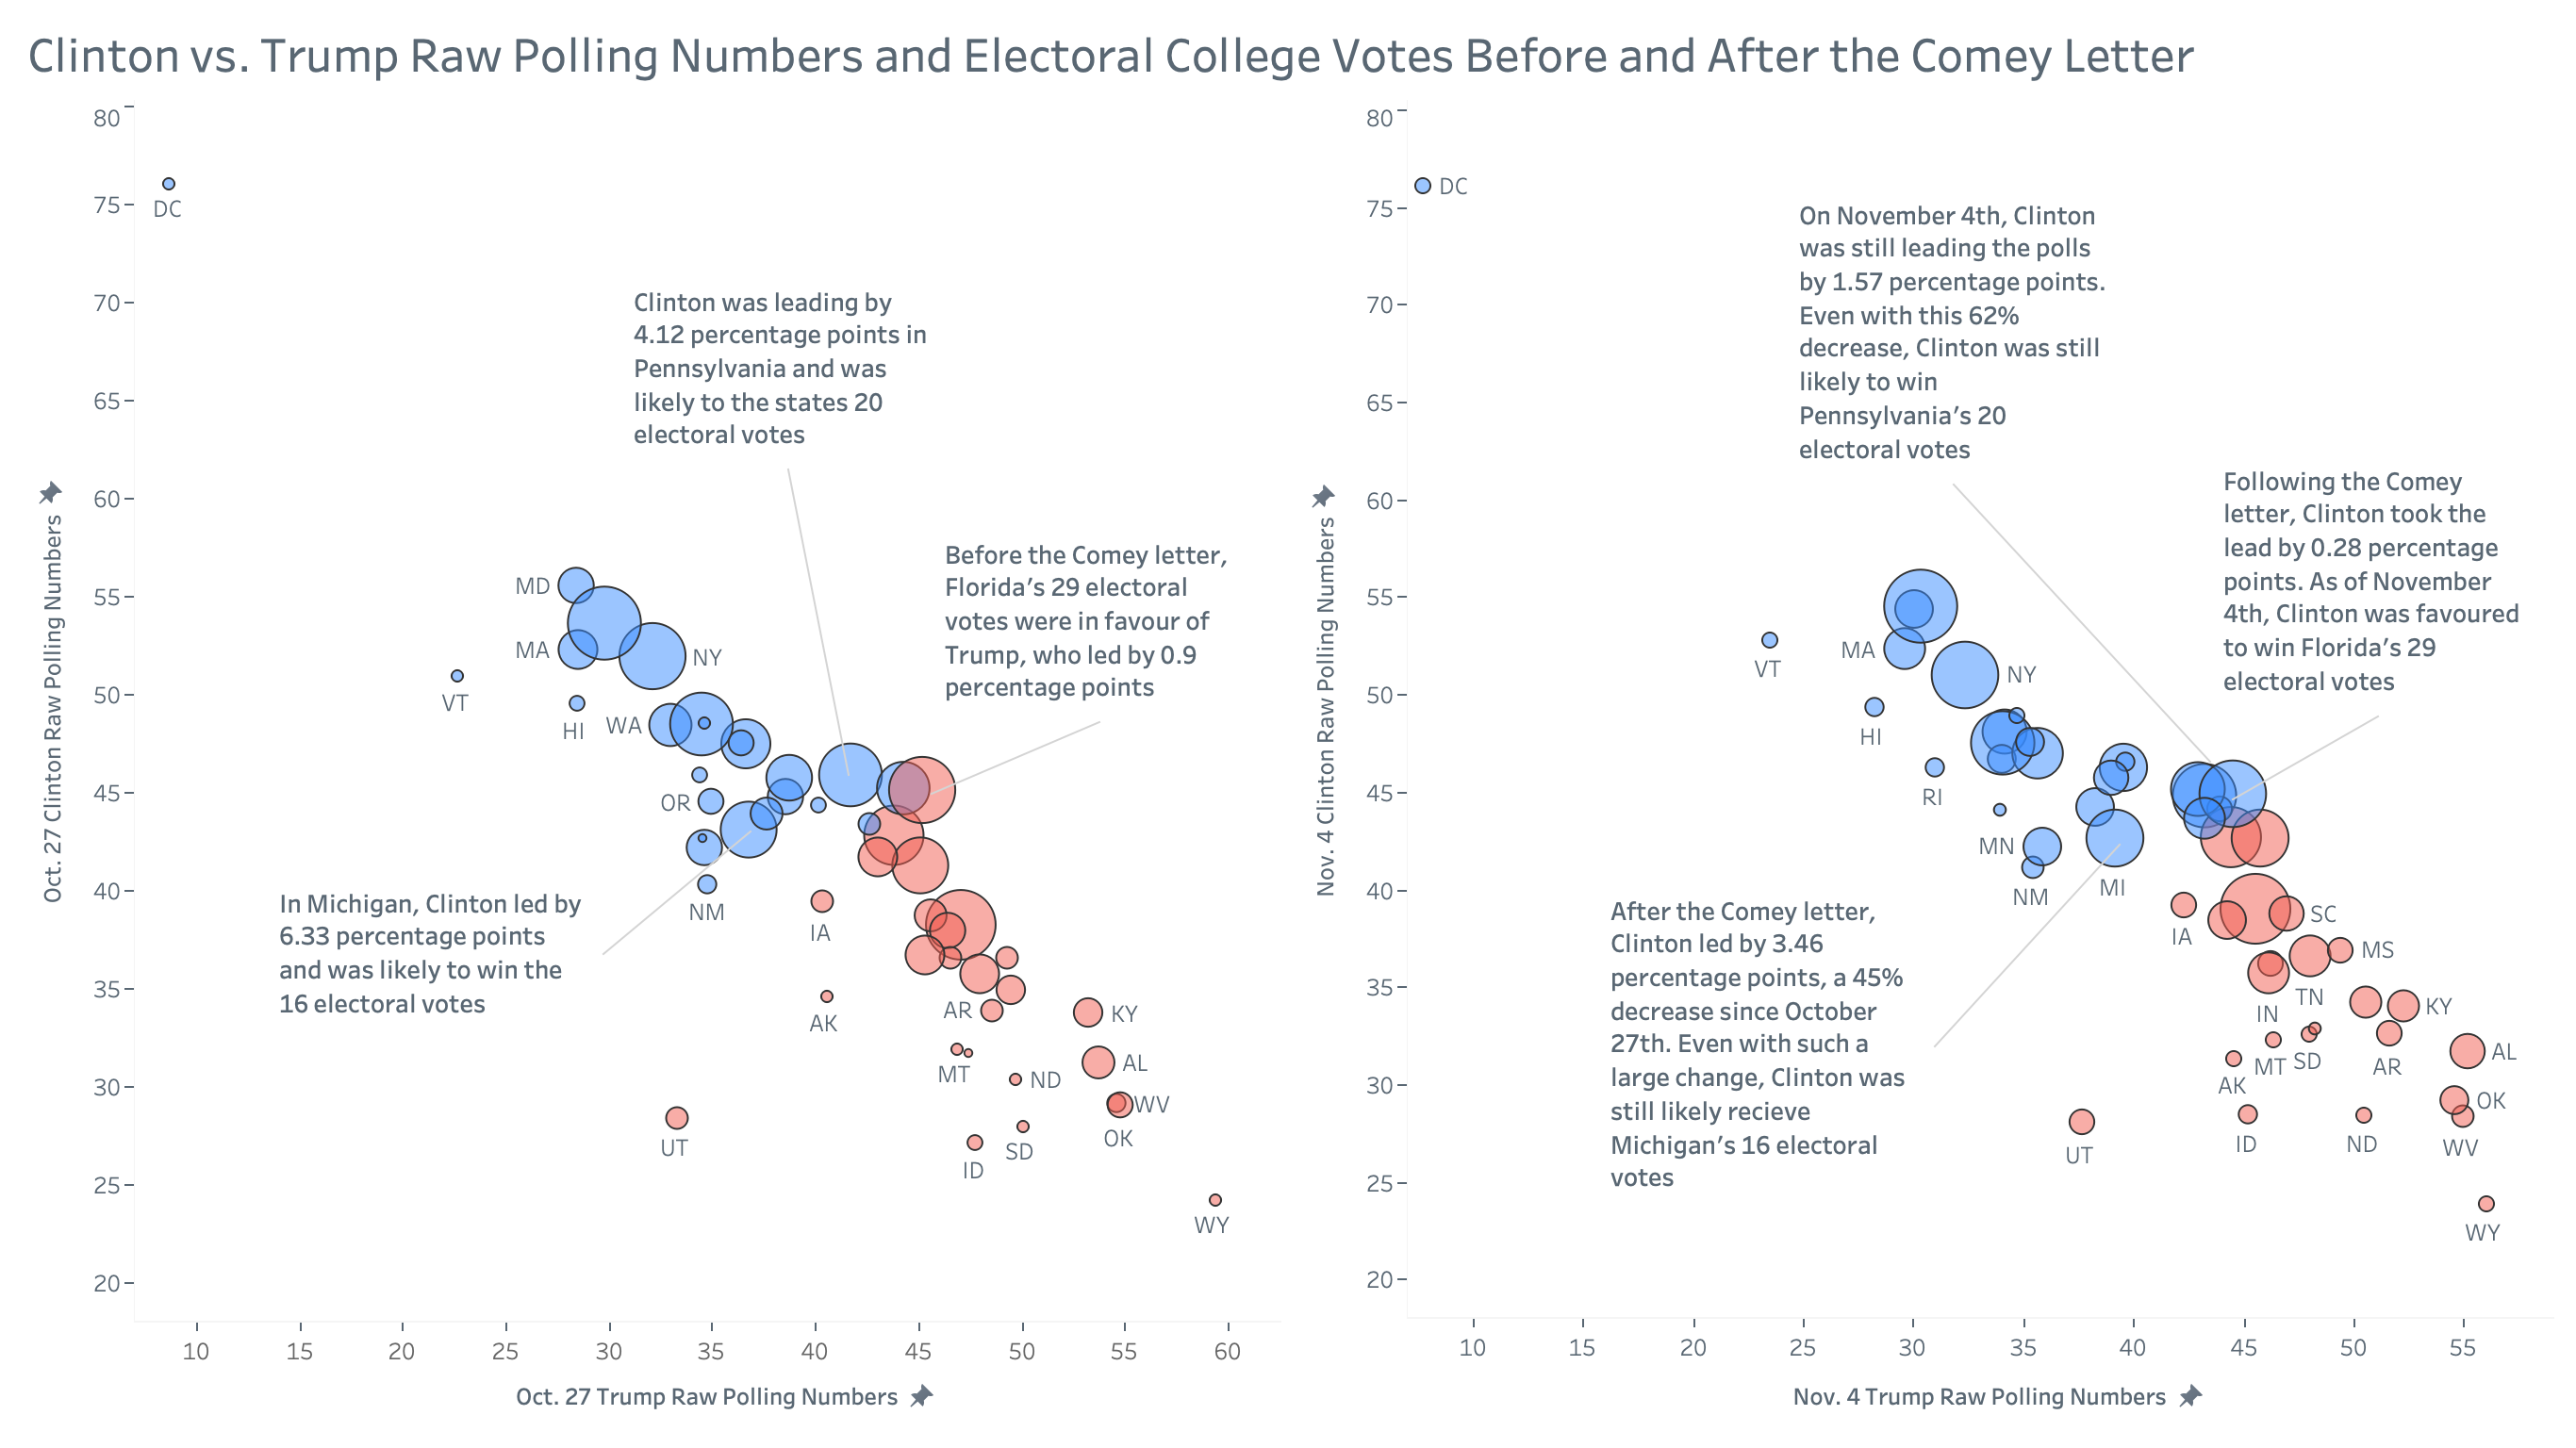 Clinton vs. Trump Raw Polling Numbers and Electoral College Votes Before and After the Comey Letter
80
75
70
65
60
55
50
45
40
35
30
25
20
Oct. 27 Clinton Raw Polling Numbers
DC
Clinton was leading by
4.12 percentage points in
Pennsylvania and was
likely to the states 20
electoral votes
Before the Comey letter,
Florida’s 29 electoral
votes were in favour of
Trump, who led by 0.9
percentage points
MD
MA
NY
VT
HI
WA
OR
NM
In Michigan, Clinton led by
6.33 percentage points
and was likely to win the
16 electoral votes
IA
AK
AR
KY
MT
AL
ND
WV
OK
UT
SD
ID
WY
10
15
20
25
30
35
40
45
50
55
60
Oct. 27 Trump Raw Polling Numbers
80
75
70
65
60
55
50
45
40
35
30
25
20
Nov. 4 Clinton Raw Polling Numbers
DC
On November 4th, Clinton
was still leading the polls
by 1.57 percentage points.
Even with this 62%
decrease, Clinton was still
likely to win
Pennsylvania’s 20
electoral votes
Following the Comey
letter, Clinton took the
lead by 0.28 percentage
points. As of November
4th, Clinton was favoured
to win Florida’s 29
electoral votes
MA
VT
NY
HI
RI
MN
NM
MI
After the Comey letter,
Clinton led by 3.46
percentage points, a 45%
decrease since October
27th. Even with such a
large change, Clinton was
still likely recieve
Michigan’s 16 electoral
votes
IA
SC
MS
TN
IN
KY
MT
SD
AR
AL
AK
OK
ID
ND
WV
UT
WY
10
15
20
25
30
35
40
45
50
55
Nov. 4 Trump Raw Polling Numbers